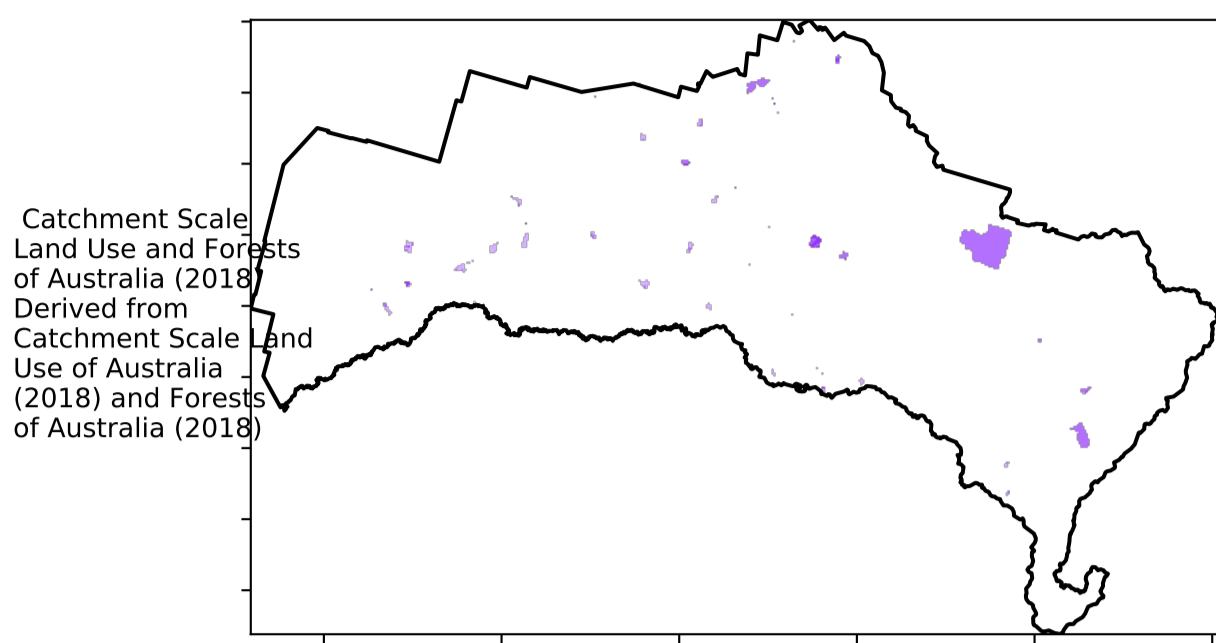 Catchment Scale
Land Use and Forests
of Australia (2018)
Derived from
Catchment Scale Land
Use of Australia
(2018) and Forests
of Australia (2018)